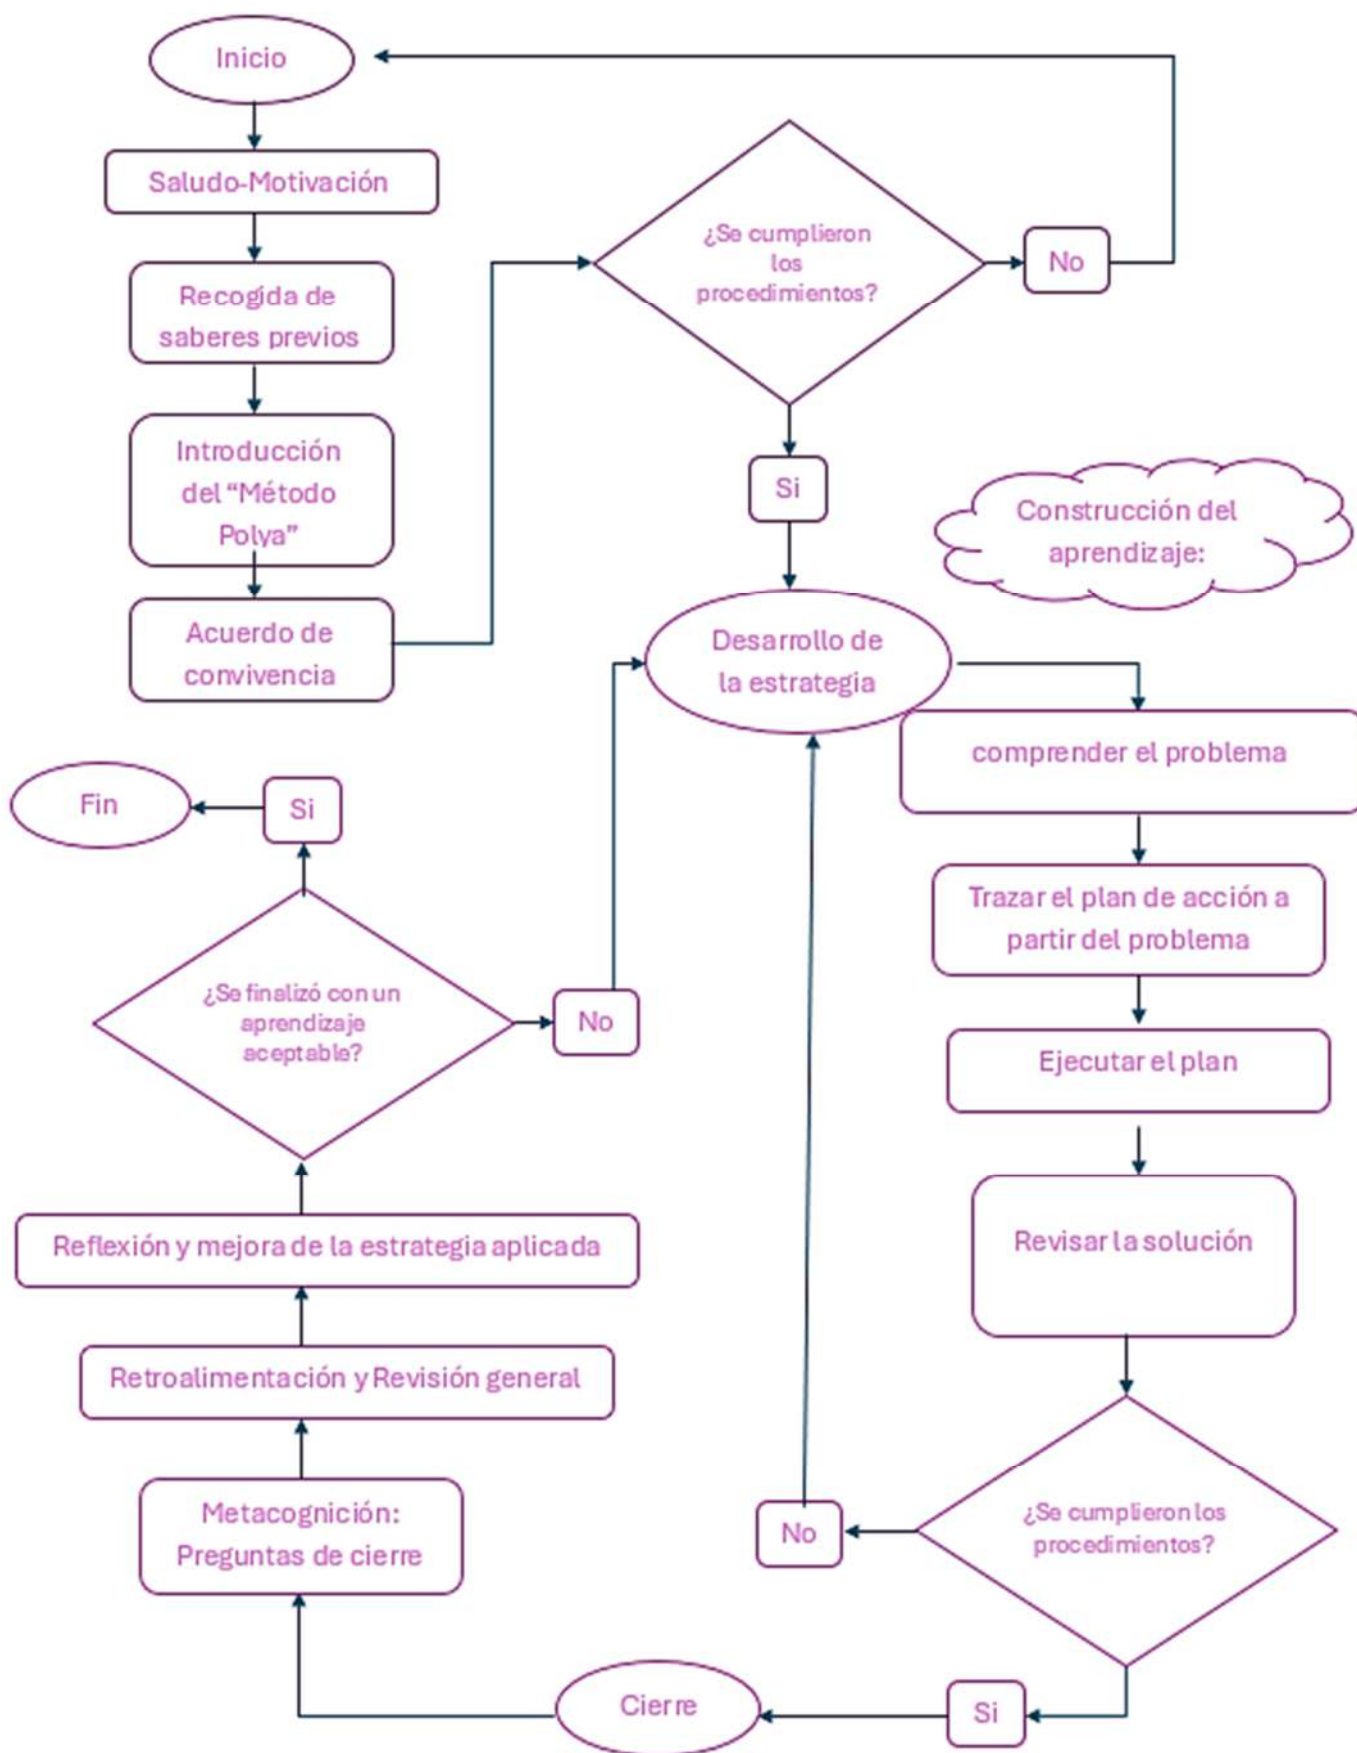 Inicio
Saludo-Motivación
Recogida de
saberes previos
Introducción
del “Método
Polya”
Acuerdo de
convivencia
¿Se cumplieron
los
procedimientos?
No
Si
Construcción del
aprendizaje:
Desarrollo de
la estrategia
comprender el problema
Trazar el plan de acción a
partir del problema
Ejecutar el plan
Revisar la solución
¿Se cumplieron los
procedimientos?
No
Si
Cierre
Metacognición:
Preguntas de cierre
Retroalimentación y Revisión general
Reflexión y mejora de la estrategia aplicada
¿Se finalizó con un
aprendizaje
aceptable?
No
Si
Fin